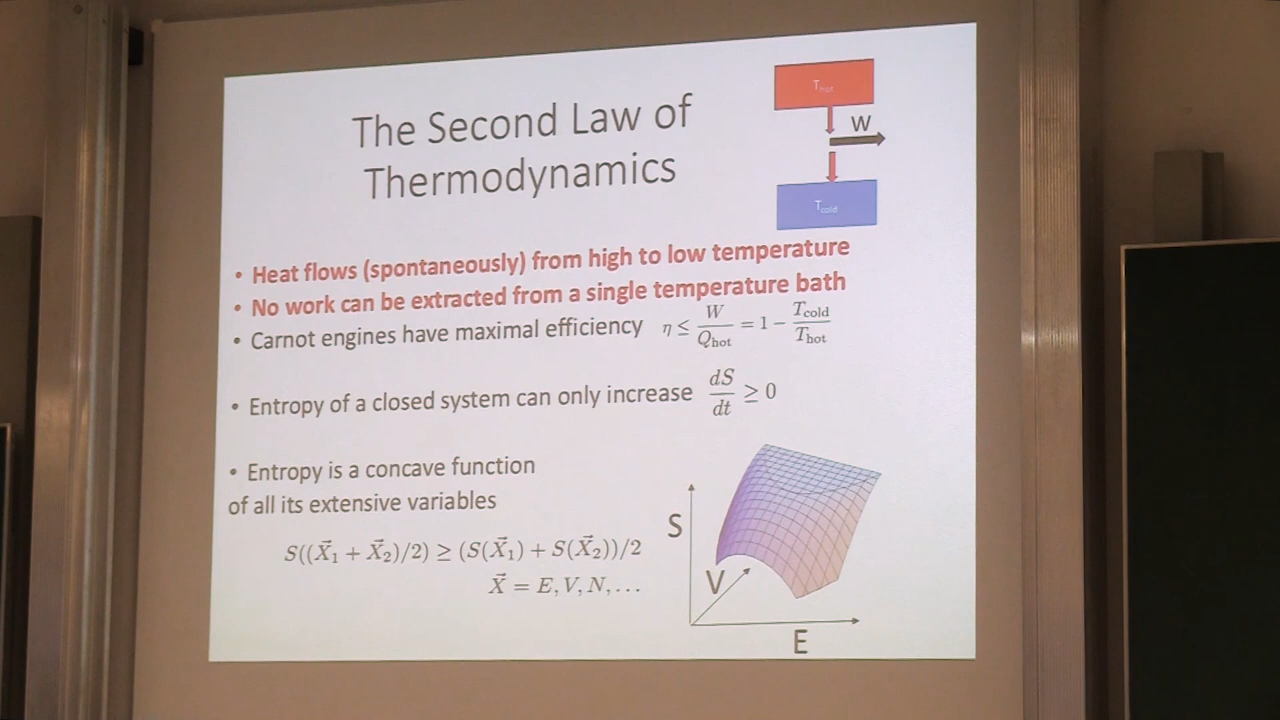 The Second Law of
Thermodynamics
T_hot
W
T_cold
• Heat flows (spontaneously) from high to low temperature
• No work can be extracted from a single temperature bath
• Carnot engines have maximal efficiency η ≤ W/Q_hot = 1 − T_cold/T_hot
• Entropy of a closed system can only increase dS/dt ≥ 0
• Entropy is a concave function
of all its extensive variables
S((X⃗₁ + X⃗₂)/2) ≥ (S(X⃗₁) + S(X⃗₂))/2
X⃗ = E, V, N, . . .
S
V
E